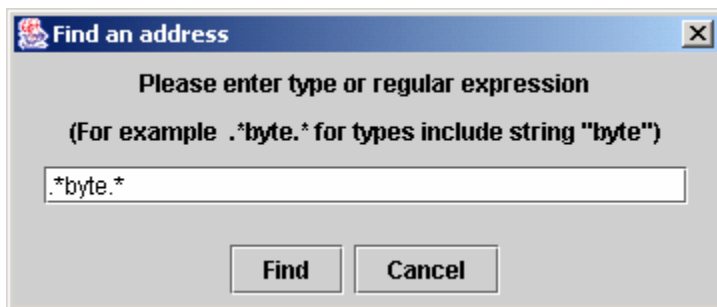 Find an address
Please enter type or regular expression
(For example .*byte.* for types include string "byte")
.*byte.*
Find
Cancel